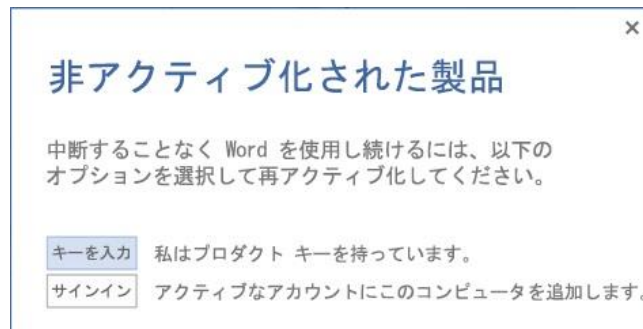 ×
非アクティブ化された製品
中断することなく Word を使用し続けるには、以下の
オプションを選択して再アクティブ化してください。
キーを入力 私はプロダクト キーを持っています。
サインイン アクティブなアカウントにこのコンピュータを追加します。